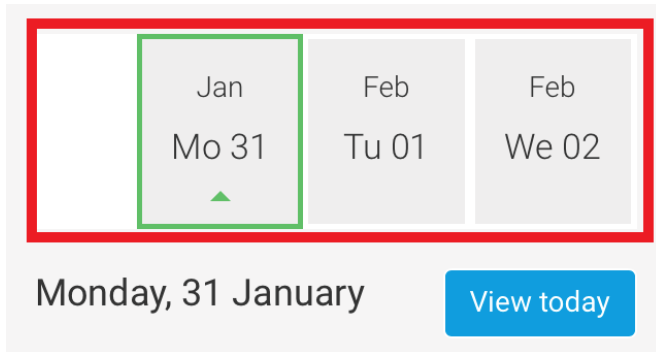 Jan
Feb
Feb
Mo 31
Tu 01
We 02
Monday, 31 January
View today